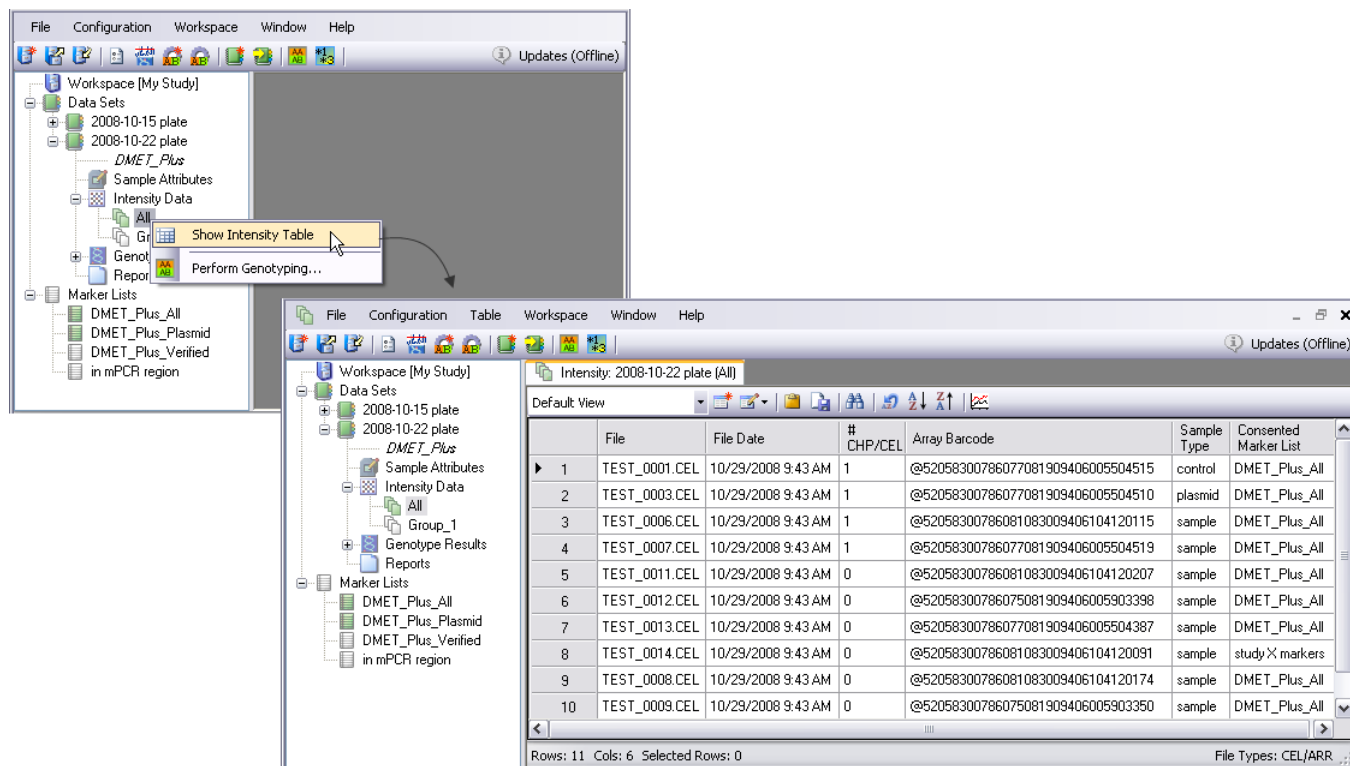 File Configuration Workspace Window Help
Updates (Offline)
Workspace [My Study]
Data Sets
2008-10-15 plate
2008-10-22 plate
DMET_Plus
Sample Attributes
Intensity Data
All
Show Intensity Table
Perform Genotyping...
Marker Lists
DMET_Plus_All
DMET_Plus_Plasmid
DMET_Plus_Verified
in mPCR region
File Configuration Table Workspace Window Help
Updates (Offline)
Workspace [My Study]
Data Sets
2008-10-15 plate
2008-10-22 plate
DMET_Plus
Sample Attributes
Intensity Data
All
Group_1
Genotype Results
Reports
Marker Lists
DMET_Plus_All
DMET_Plus_Plasmid
DMET_Plus_Verified
in mPCR region
Intensity: 2008-10-22 plate (All)
Default View
File File Date # CHP/CEL Array Barcode Sample Type Consented Marker List
1 TEST_0001.CEL 10/29/2008 9:43 AM 1 @52058300786077081909406005504515 control DMET_Plus_All
2 TEST_0003.CEL 10/29/2008 9:43 AM 1 @52058300786077081909406005504510 plasmid DMET_Plus_All
3 TEST_0006.CEL 10/29/2008 9:43 AM 1 @52058300786081083009406104120115 sample DMET_Plus_All
4 TEST_0007.CEL 10/29/2008 9:43 AM 1 @52058300786077081909406005504519 sample DMET_Plus_All
5 TEST_0011.CEL 10/29/2008 9:43 AM 0 @52058300786081083009406104120207 sample DMET_Plus_All
6 TEST_0012.CEL 10/29/2008 9:43 AM 0 @52058300786075081909406005903398 sample DMET_Plus_All
7 TEST_0013.CEL 10/29/2008 9:43 AM 0 @52058300786077081909406005504387 sample DMET_Plus_All
8 TEST_0014.CEL 10/29/2008 9:43 AM 0 @52058300786081083009406104120091 sample study X markers
9 TEST_0008.CEL 10/29/2008 9:43 AM 0 @52058300786081083009406104120174 sample DMET_Plus_All
10 TEST_0009.CEL 10/29/2008 9:43 AM 0 @52058300786075081909406005903350 sample DMET_Plus_All
Rows: 11 Cols: 6 Selected Rows: 0
File Types: CEL/ARR